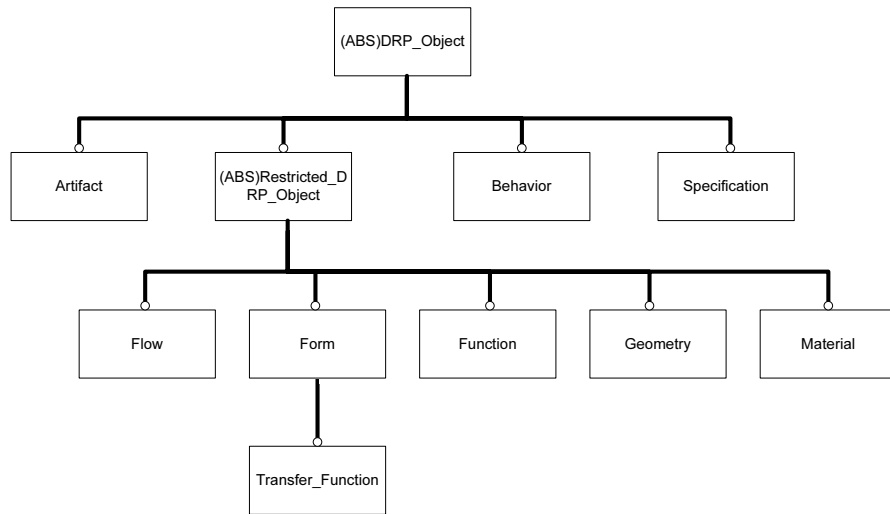 (ABS)DRP_Object
Artifact
(ABS)Restricted_D
RP_Object
Behavior
Specification
Flow
Form
Function
Geometry
Material
Transfer_Function